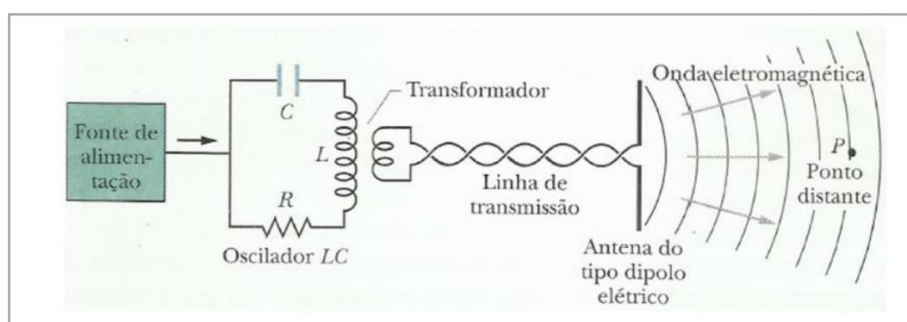 Fonte de
alimen-
tação
C
L
R
Oscilador LC
Transformador
Linha de
transmissão
Antena do
tipo dipolo
elétrico
Onda eletromagnética
P
Ponto
distante